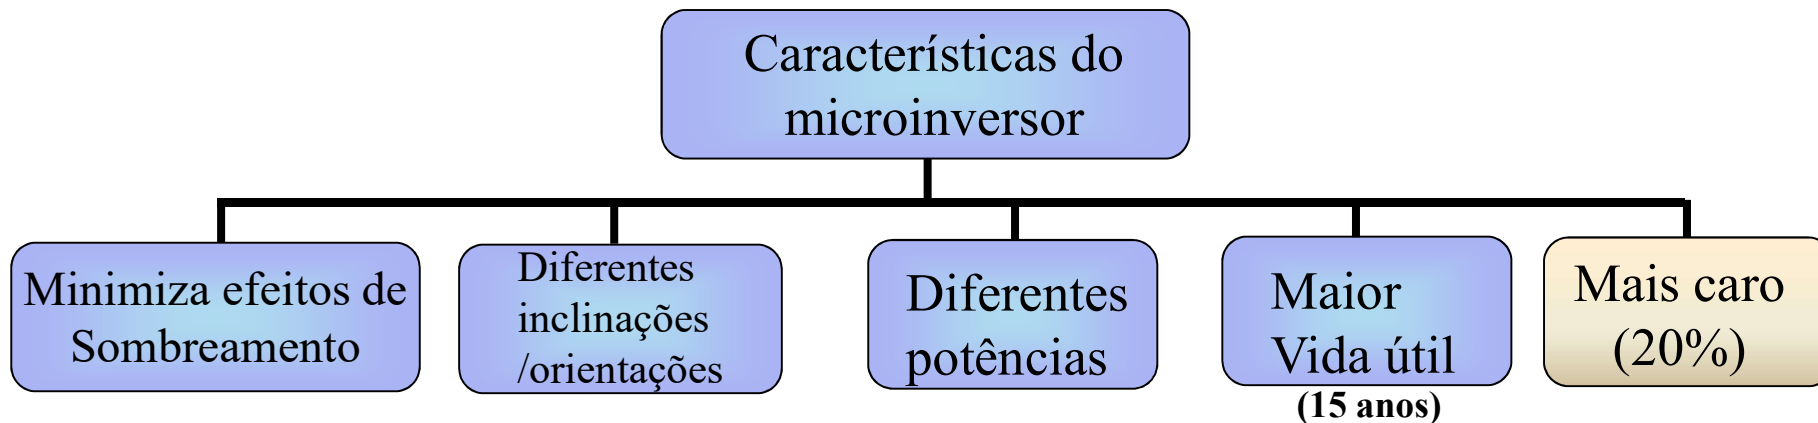 Características do
microinversor
Minimiza efeitos de
Sombreamento
Diferentes
inclinações
/orientações
Diferentes
potências
Maior
Vida útil
(15 anos)
Mais caro
(20%)